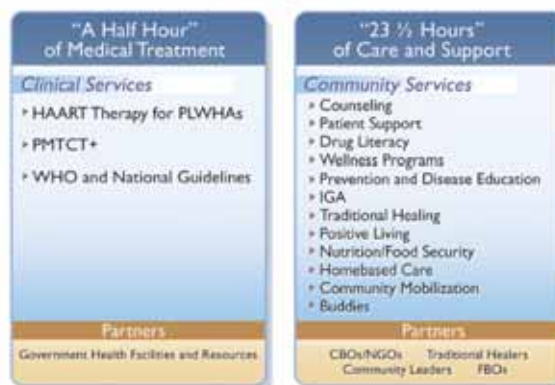 "A Half Hour"
of Medical Treatment
Clinical Services
HAART Therapy for PLWHAs
PMTCT+
WHO and National Guidelines
Partners
Government Health Facilities and Resources
"23 ½ Hours"
of Care and Support
Community Services
Counseling
Patient Support
Drug Literacy
Wellness Programs
Prevention and Disease Education
IGA
Traditional Healing
Positive Living
Nutrition/Food Security
Homebased Care
Community Mobilization
Buddies
Partners
CBOs/NGOs Traditional Healers
Community Leaders FBOs